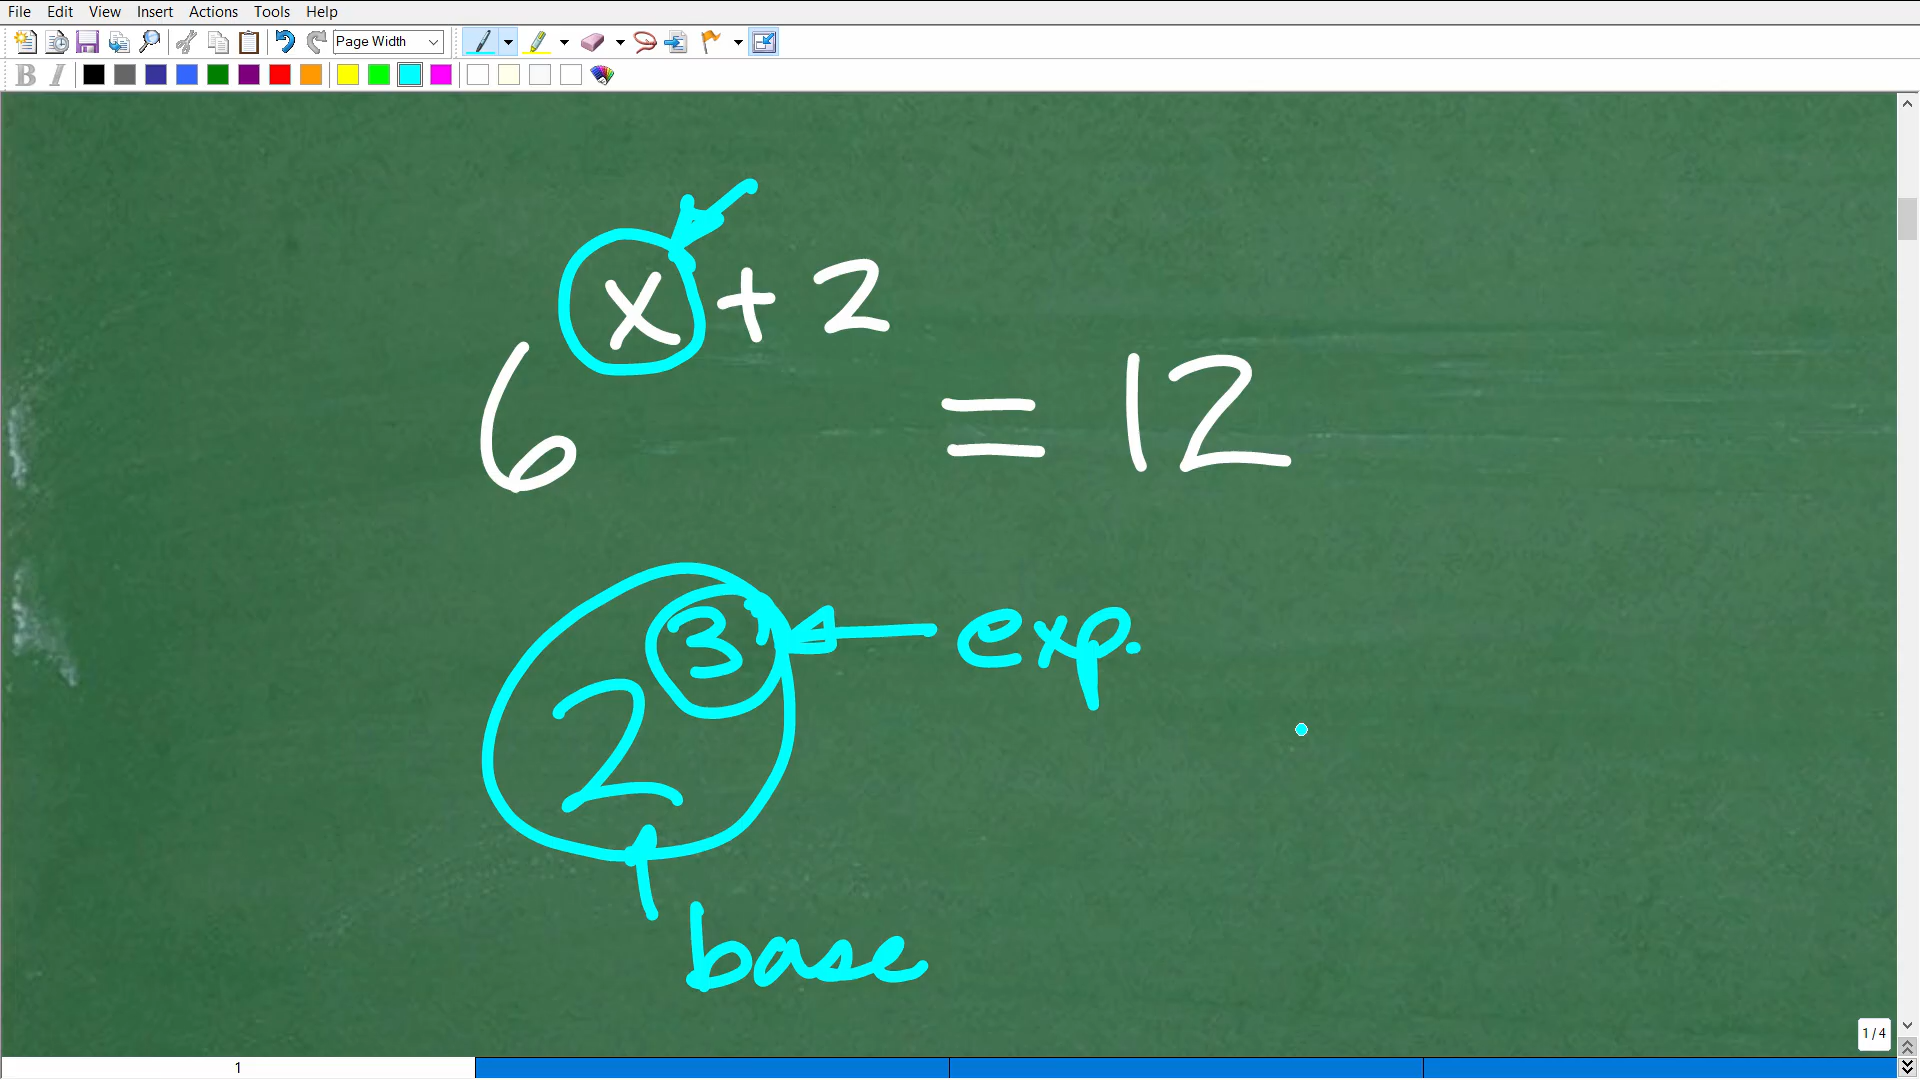 File Edit View Insert Actions Tools Help
Page Width
B I
6^(x+2) = 12
2^3 exp.
base
1 / 4
1